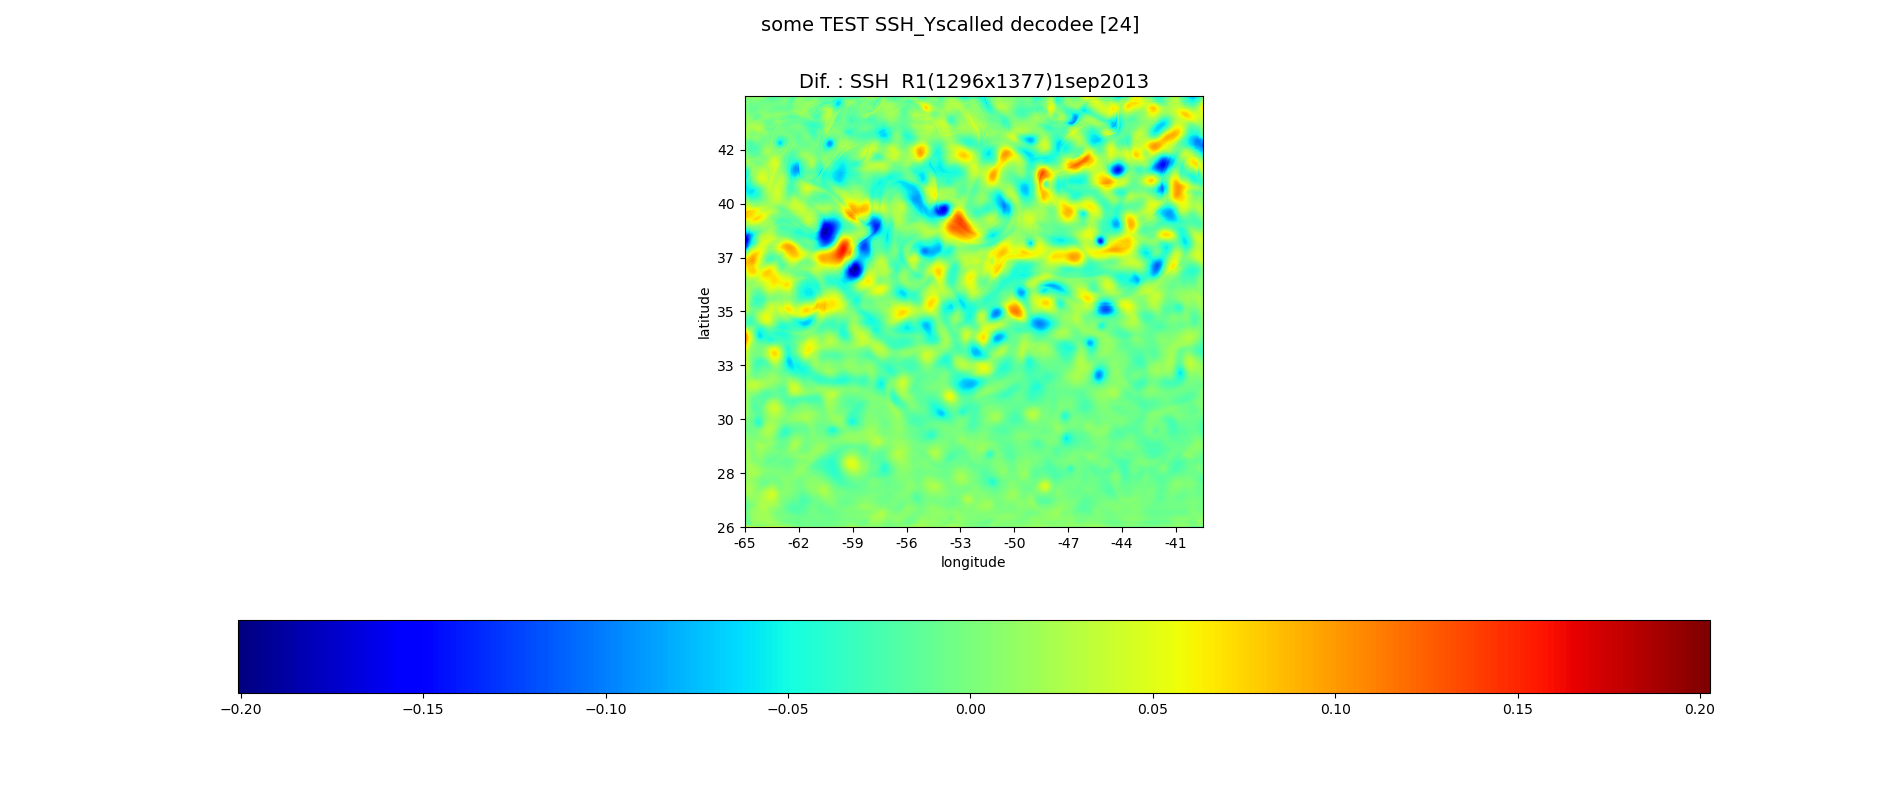 some TEST SSH_Yscalled decodee [24]
Dif. : SSH  R1(1296x1377)1sep2013
42
40
37
35
33
30
28
26
latitude
-65 -62 -59 -56 -53 -50 -47 -44 -41
longitude
−0.20 −0.15 −0.10 −0.05 0.00 0.05 0.10 0.15 0.20